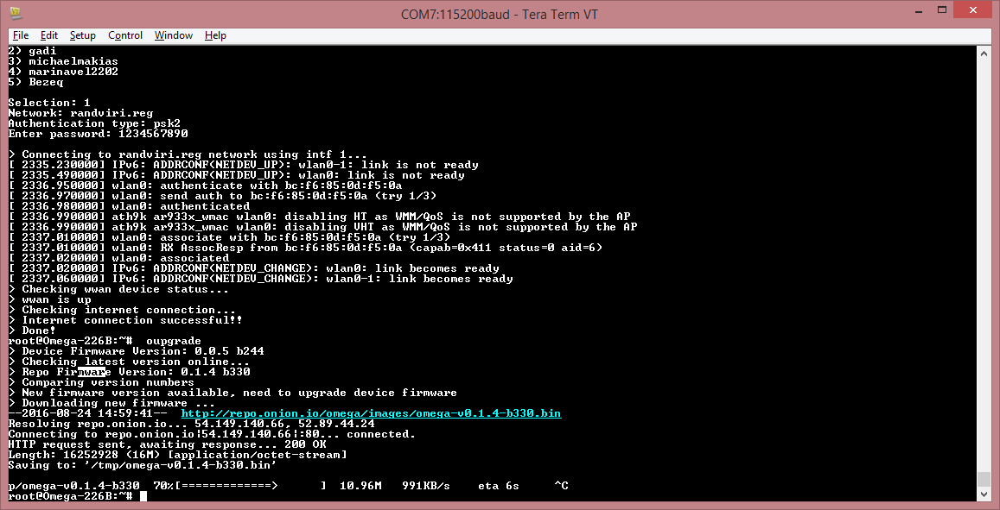 COM7:115200baud - Tera Term VT
File Edit Setup Control Window Help
2) gadi
3) michaelmakias
4) marinavel2202
5) Bezeq
Selection: 1
Network: randviri.reg
Authentication type: psk2
Enter password: 1234567890
> Connecting to randviri.reg network using intf 1...
[ 2335.230000] IPv6: ADDRCONF(NETDEV_UP): wlan0-1: link is not ready
[ 2335.490000] IPv6: ADDRCONF(NETDEV_UP): wlan0: link is not ready
[ 2336.950000] wlan0: authenticate with bc:f6:85:0d:f5:0a
[ 2336.970000] wlan0: send auth to bc:f6:85:0d:f5:0a (try 1/3)
[ 2336.980000] wlan0: authenticated
[ 2336.990000] ath9k ar933x_wmac wlan0: disabling HT as WMM/QoS is not supported by the AP
[ 2336.990000] ath9k ar933x_wmac wlan0: disabling VHT as WMM/QoS is not supported by the AP
[ 2337.010000] wlan0: associate with bc:f6:85:0d:f5:0a (try 1/3)
[ 2337.010000] wlan0: RX AssocResp from bc:f6:85:0d:f5:0a (capab=0x411 status=0 aid=6)
[ 2337.020000] wlan0: associated
[ 2337.020000] IPv6: ADDRCONF(NETDEV_CHANGE): wlan0: link becomes ready
[ 2337.060000] IPv6: ADDRCONF(NETDEV_CHANGE): wlan0-1: link becomes ready
> Checking wwan device status...
> wwan is up
> Checking internet connection...
> Internet connection successful!!
> Done!
root@Omega-226B:~#  oupgrade
> Device Firmware Version: 0.0.5 b244
> Checking latest version online...
> Repo Firmware Version: 0.1.4 b330
> Comparing version numbers
> New firmware version available, need to upgrade device firmware
> Downloading new firmware ...
--2016-08-24 14:59:41--  http://repo.onion.io/omega/images/omega-v0.1.4-b330.bin
Resolving repo.onion.io... 54.149.140.66, 52.89.44.24
Connecting to repo.onion.io|54.149.140.66|:80... connected.
HTTP request sent, awaiting response... 200 OK
Length: 16252928 (16M) [application/octet-stream]
Saving to: '/tmp/omega-v0.1.4-b330.bin'
p/omega-v0.1.4-b330  70%[=============>      ]  10.96M   991KB/s    eta 6s     ^C
root@Omega-226B:~#